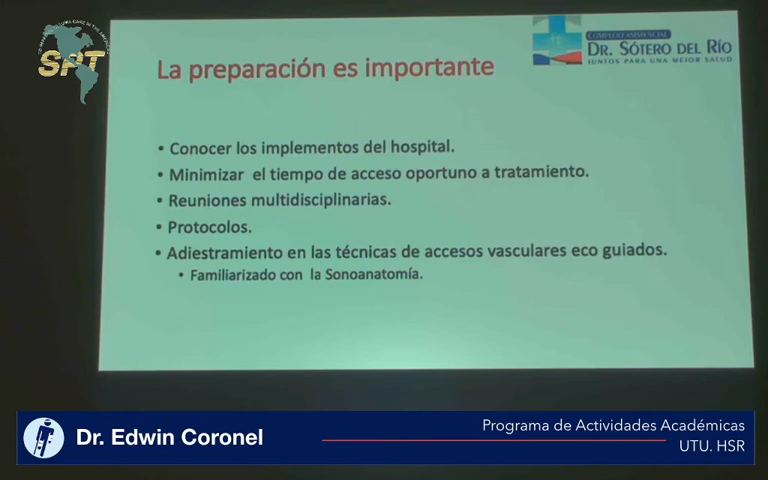 SPT
COMPLEJO ASISTENCIAL
DR. SÓTERO DEL RÍO
JUNTOS PARA UNA MEJOR SALUD
La preparación es importante
• Conocer los implementos del hospital.
• Minimizar el tiempo de acceso oportuno a tratamiento.
• Reuniones multidisciplinarias.
• Protocolos.
• Adiestramiento en las técnicas de accesos vasculares eco guiados.
• Familiarizado con la Sonoanatomía.
Dr. Edwin Coronel
Programa de Actividades Académicas
UTU. HSR